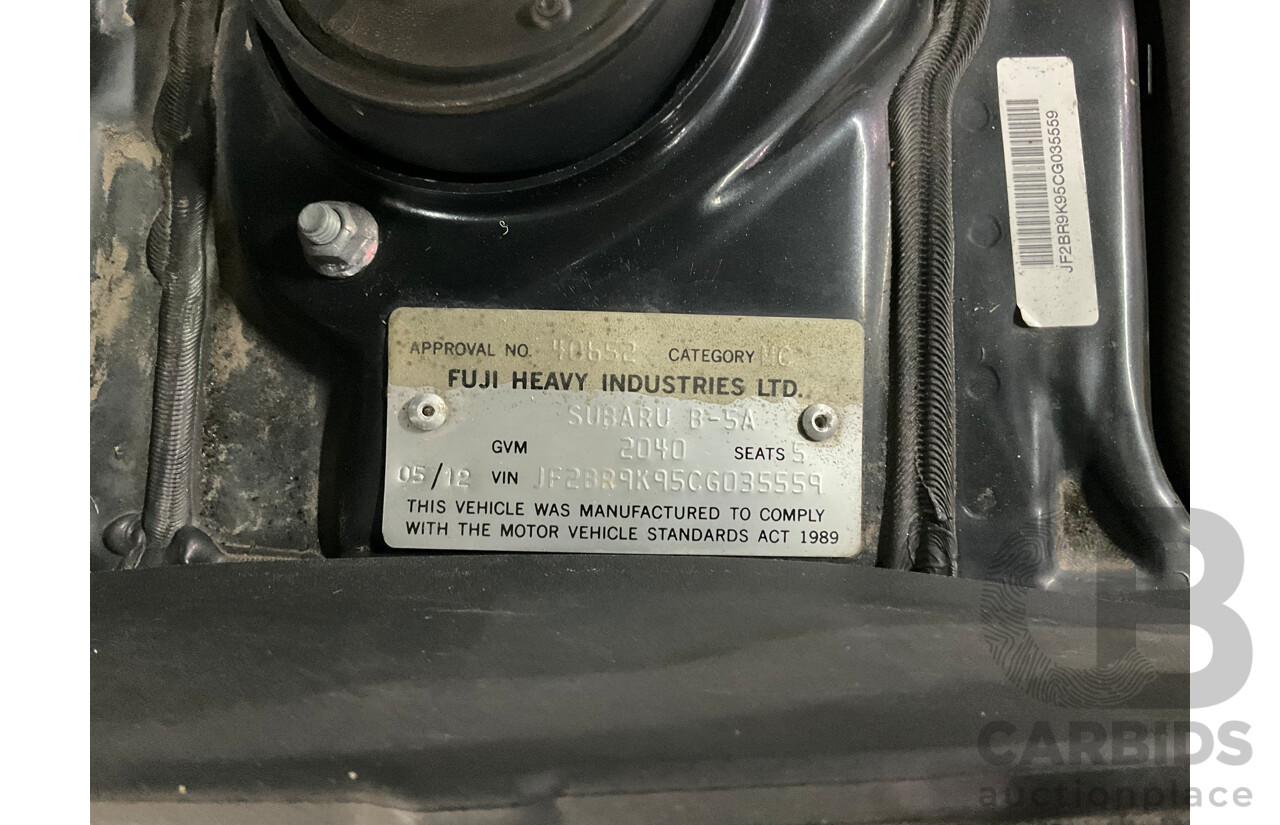 APPROVAL NO. 40652 CATEGORY MC
FUJI HEAVY INDUSTRIES LTD.
SUBARU B-5A
GVM 2040 SEATS 5
05/12 VIN JF2BR9K95CG035559
THIS VEHICLE WAS MANUFACTURED TO COMPLY
WITH THE MOTOR VEHICLE STANDARDS ACT 1989
JF2BR9K95CG035559
CB
CARBIDS
auctionplace